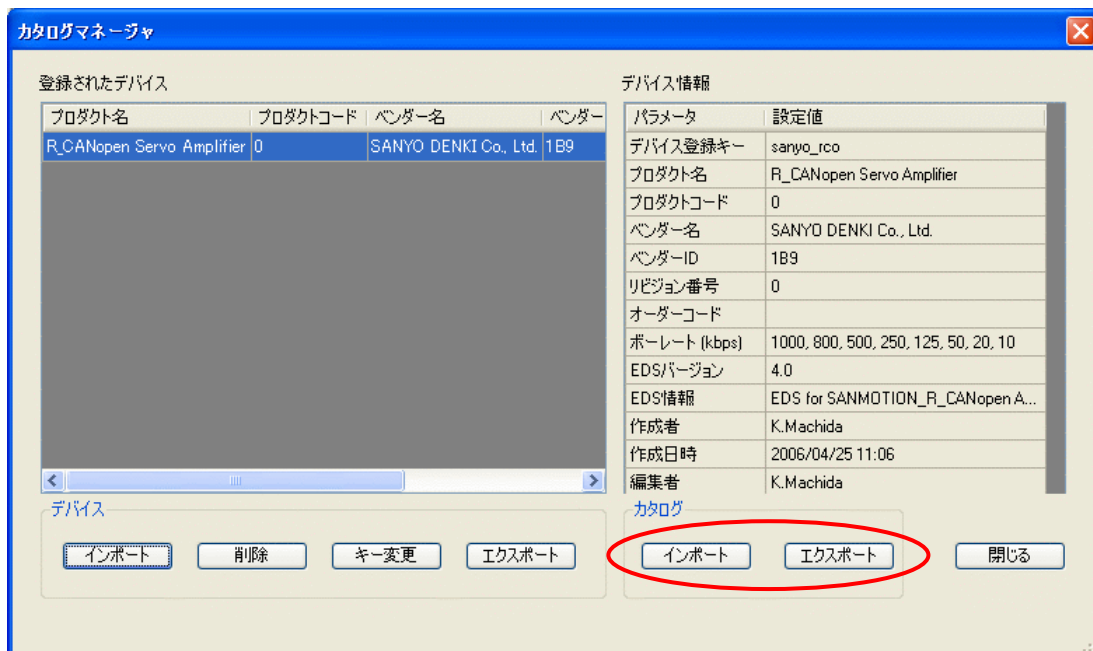 カタログマネージャ
登録されたデバイス
プロダクト名 プロダクトコード ベンダー名 ベンダー
R_CANopen Servo Amplifier 0 SANYO DENKI Co., Ltd. 1B9
デバイス情報
パラメータ 設定値
デバイス登録キー sanyo_rco
プロダクト名 R_CANopen Servo Amplifier
プロダクトコード 0
ベンダー名 SANYO DENKI Co., Ltd.
ベンダーID 1B9
リビジョン番号 0
オーダーコード
ボーレート (kbps) 1000, 800, 500, 250, 125, 50, 20, 10
EDSバージョン 4.0
EDS情報 EDS for SANMOTION_R_CANopen A...
作成者 K.Machida
作成日時 2006/04/25 11:06
編集者 K.Machida
デバイス
インポート 削除 キー変更 エクスポート
カタログ
インポート エクスポート
閉じる